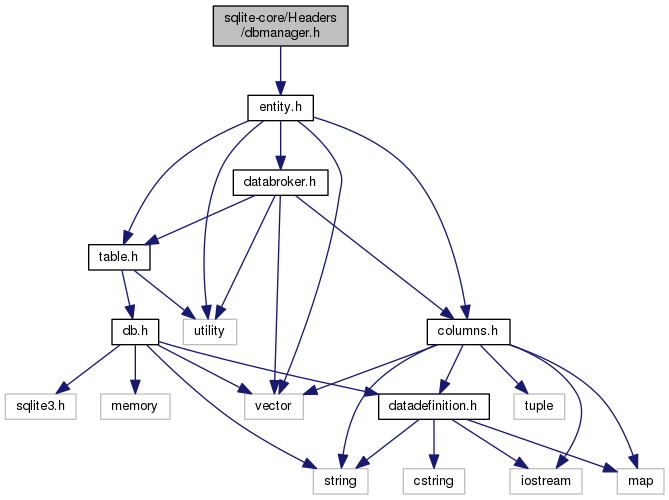 sqlite-core/Headers
/dbmanager.h
entity.h
databroker.h
table.h
db.h
utility
columns.h
sqlite3.h
memory
vector
datadefinition.h
tuple
string
cstring
iostream
map